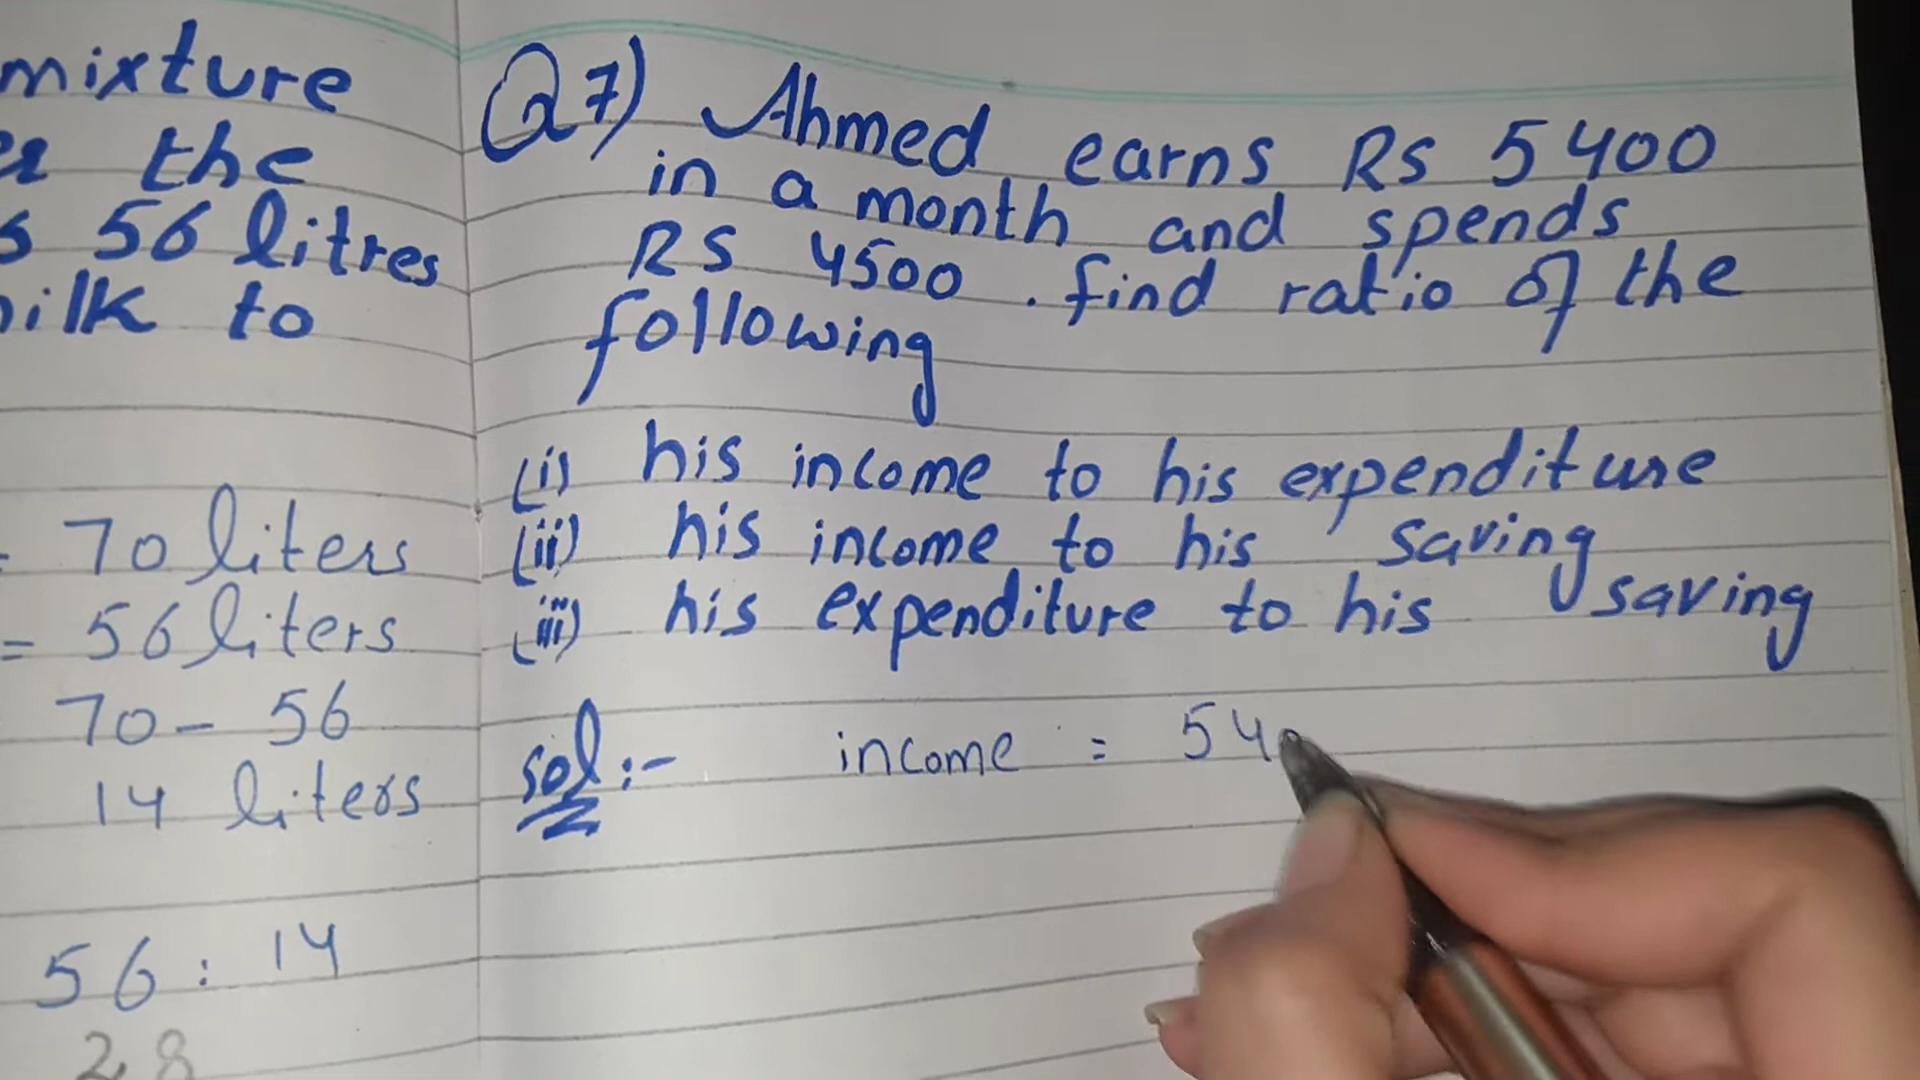 mixture
the
56 litres
to
= 70 liters
= 56 liters
70 - 56
14 liters
56 : 14
28
Q7) Ahmed earns Rs 5400
in a month and spends
RS 4500 . find ratio of the
following
(i) his income to his expenditure
(ii) his income to his saving
(iii) his expenditure to his saving
sol:- income = 540